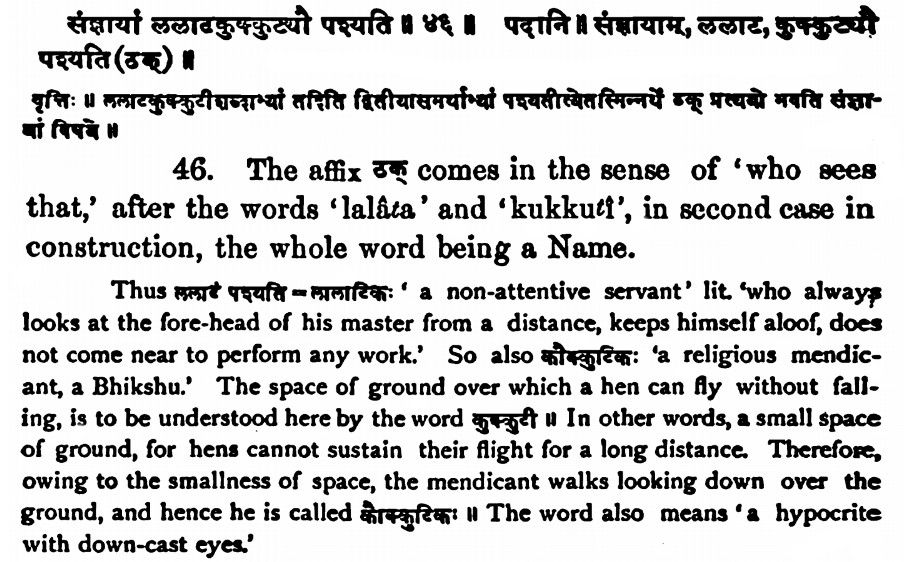 संज्ञायां ललाटकुक्कुट्यौ पश्यति ॥ ४६ ॥ पदानि ॥ संज्ञायाम्, ललाट, कुक्कुट्यौ
पश्यति (ठक्) ॥
वृत्तिः ॥ ललाटकुक्कुटीशब्दाभ्यां तदिति द्वितीयासमर्थाभ्यां पश्यतीत्येतस्मिन्नर्थे ठक् प्रत्ययो भवति संज्ञा-
यां विषये ॥
46. The affix ठक् comes in the sense of 'who sees
that,' after the words 'lalâta' and 'kukkutî', in second case in
construction, the whole word being a Name.
Thus ललाटं पश्यति = लालाटिकः ' a non-attentive servant' lit. 'who always
looks at the fore-head of his master from a distance, keeps himself aloof, does
not come near to perform any work.' So also कौक्कुटिकः 'a religious mendic-
ant, a Bhikshu.' The space of ground over which a hen can fly without fall-
ing, is to be understood here by the word कुक्कुटी ॥ In other words, a small space
of ground, for hens cannot sustain their flight for a long distance. Therefore,
owing to the smallness of space, the mendicant walks looking down over the
ground, and hence he is called कौक्कुटिकः ॥ The word also means 'a hypocrite
with down-cast eyes.'